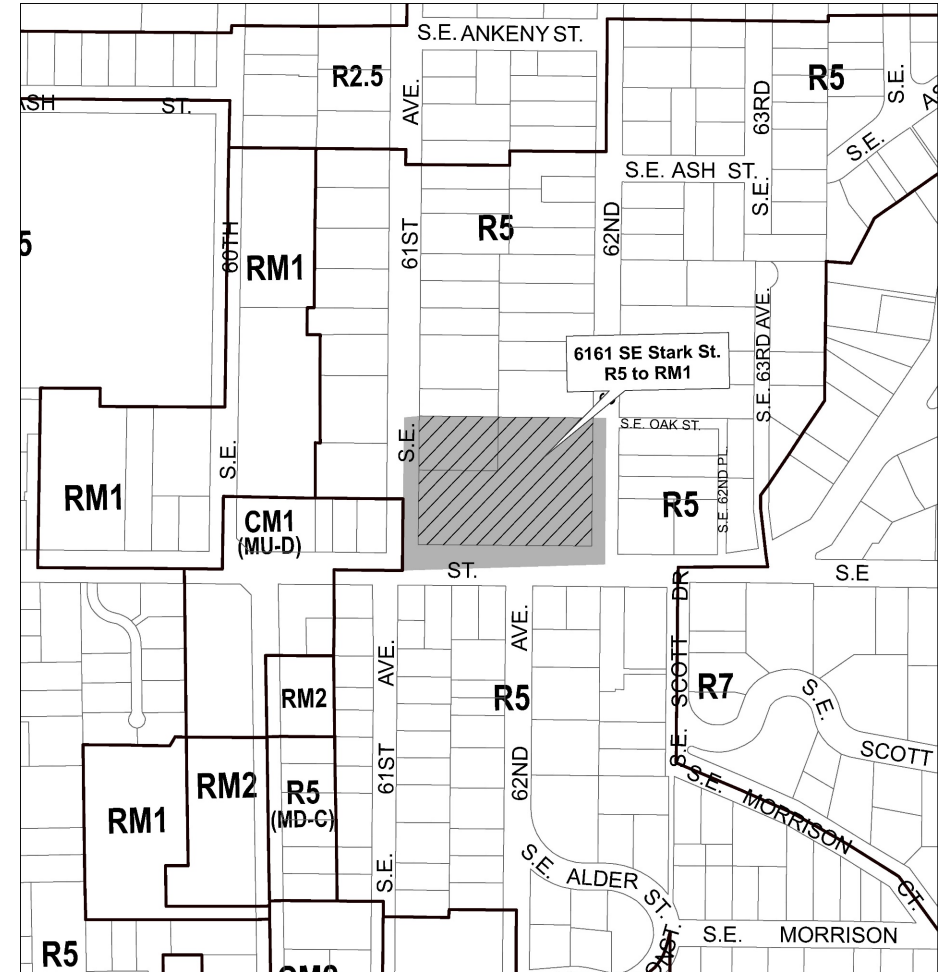 S.E. ANKENY ST.
R2.5
AVE.
63RD
R5
S.E.
ASH ST.
S.E.
S.E. ASH ST.
S.E.
5
60TH
RM1
61ST
R5
62ND
6161 SE Stark St.
R5 to RM1
S.E. 63RD AVE.
S.E. OAK ST.
S.E.
S.E.
RM1
CM1
(MU-D)
R5
S.E. 62ND PL.
ST.
S.E
DR
AVE.
AVE.
RM2
R5
S.E. SCOTT
R7
S.E.
SCOTT
61ST
62ND
RM1
RM2
R5
(MD-C)
S.E. MORRISON
CT.
S.E.
S.E. ALDER ST.
S.E. MORRISON
R5